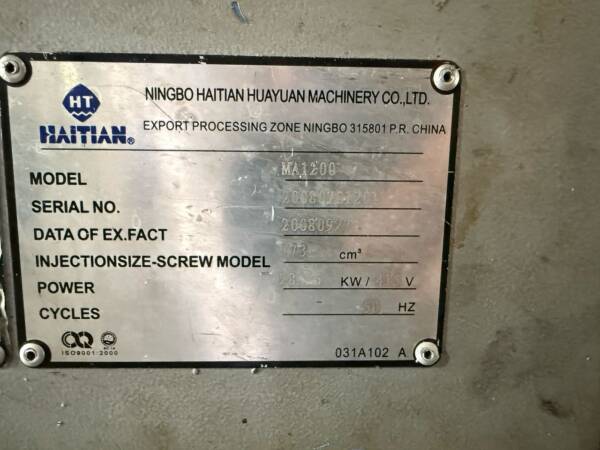 HT
HAITIAN®
NINGBO HAITIAN HUAYUAN MACHINERY CO.,LTD.
EXPORT PROCESSING ZONE NINGBO 315801 P.R. CHINA
MODEL MA1200
SERIAL NO.
DATA OF EX.FACT
INJECTIONSIZE-SCREW MODEL cm³
POWER KW / V
CYCLES HZ
ISO9001:2000
031A102 A